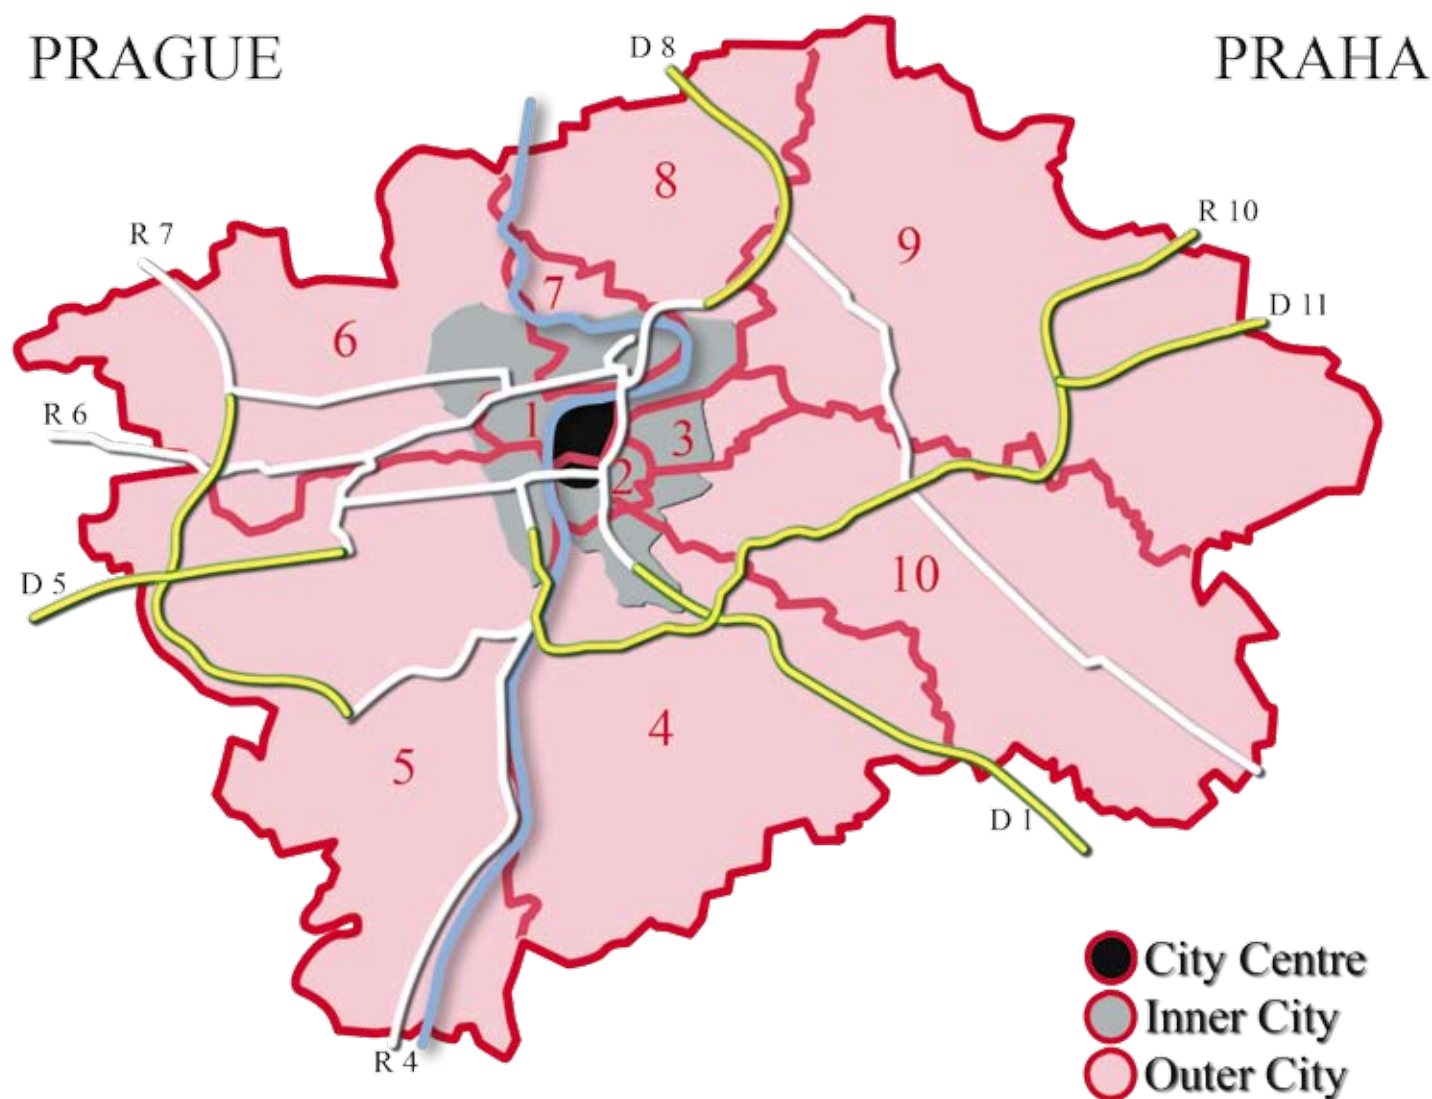 PRAGUE
PRAHA
D 8
8
R 10
R 7
9
7
D 11
6
R 6
1
3
2
D 5
10
4
5
D 1
R 4
City Centre
Inner City
Outer City